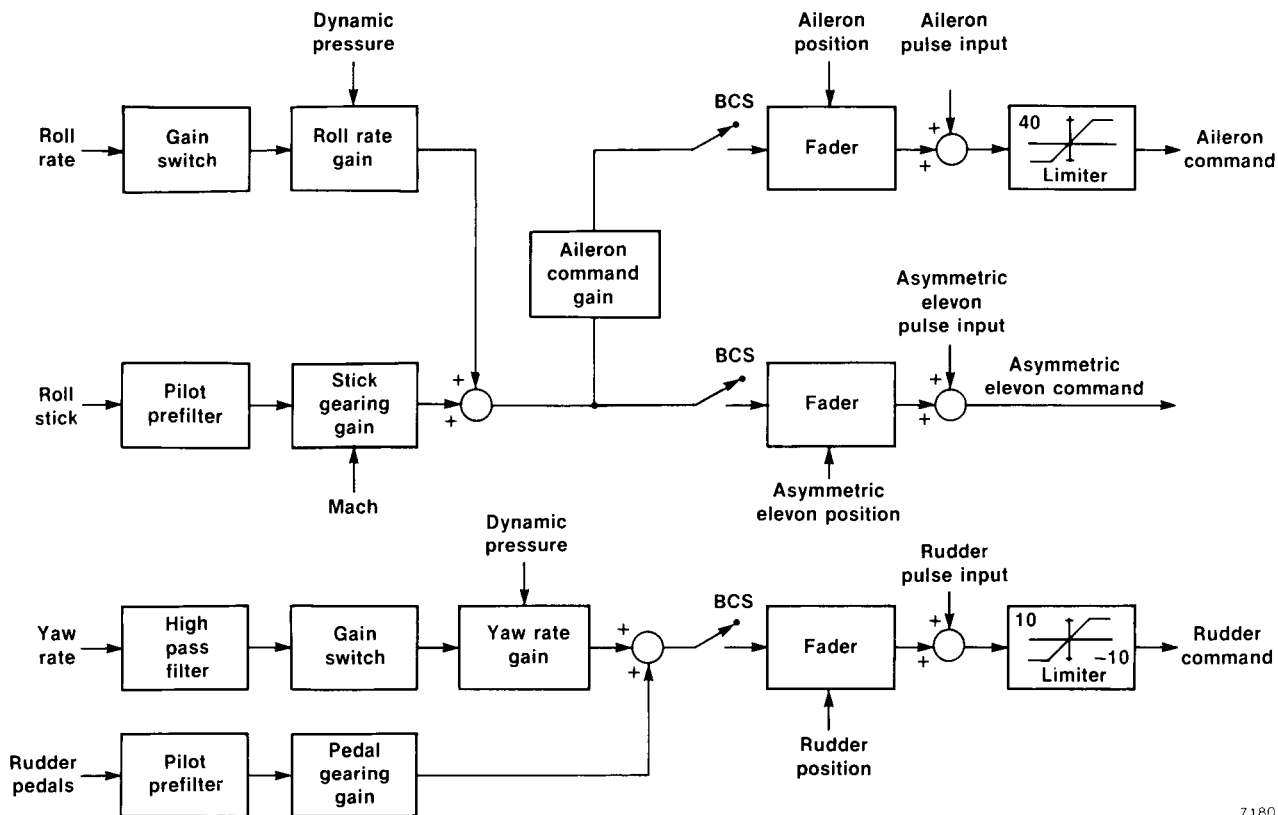 Dynamic
pressure
Aileron
position
Aileron
pulse input
Roll
rate
Gain
switch
Roll rate
gain
BCS
Fader
+
+
40
Limiter
Aileron
command
Aileron
command
gain
Asymmetric
elevon
pulse input
Roll
stick
Pilot
prefilter
Stick
gearing
gain
+
+
BCS
Fader
+
+
Asymmetric
elevon command
Mach
Asymmetric
elevon position
Dynamic
pressure
Rudder
pulse input
Yaw
rate
High
pass
filter
Gain
switch
Yaw rate
gain
+
+
BCS
Fader
+
+
10
-10
Limiter
Rudder
command
Rudder
pedals
Pilot
prefilter
Pedal
gearing
gain
Rudder
position
7180